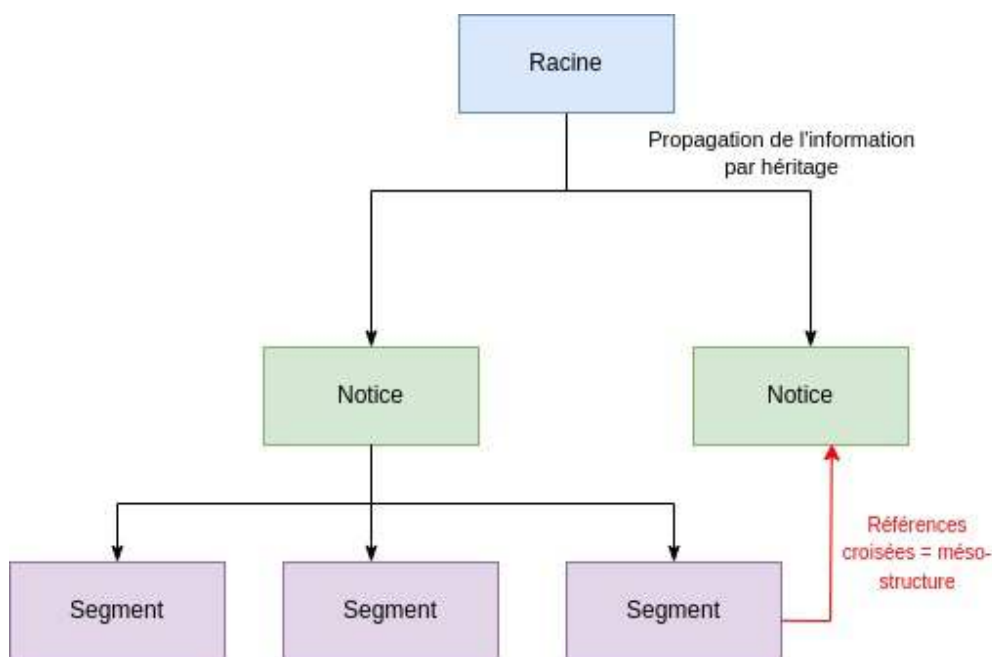 Racine
Propagation de l'information
par héritage
Notice
Notice
Références
croisées = méso-
structure
Segment
Segment
Segment